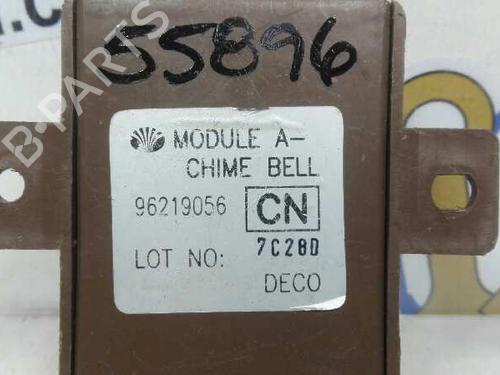 55896
MODULE A-
CHIME BELL
96219056 CN
LOT NO: 7C28D
DECO
B-PARTS